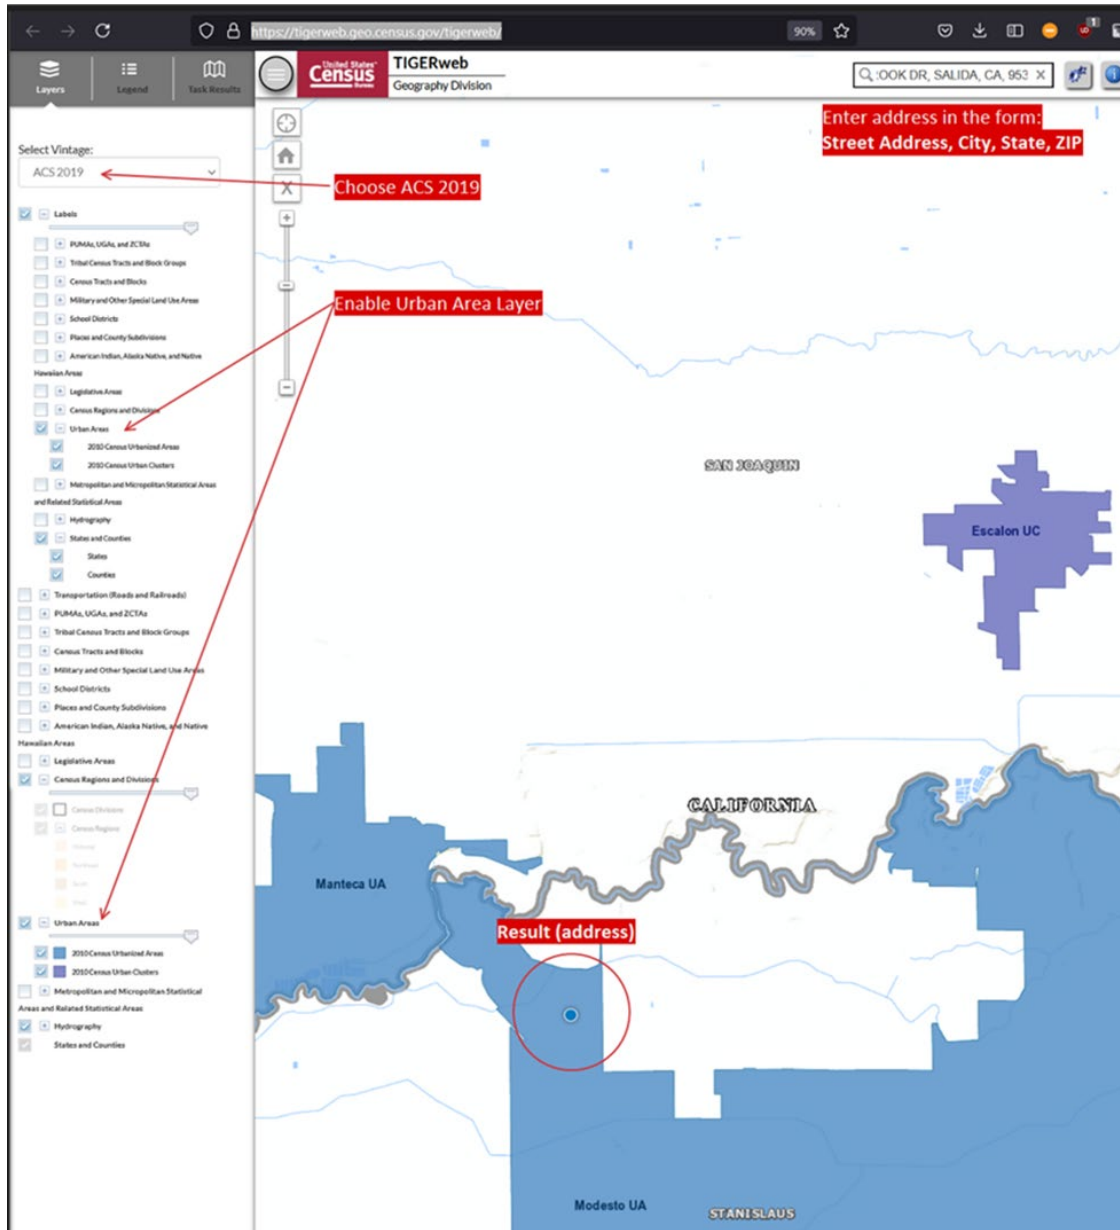 https://tigerweb.geo.census.gov/tigerweb/
90%
1
Layers
Legend
Task Results
United States®
Census
Bureau
TIGERweb
Geography Division
:OOK DR, SALIDA, CA, 953
Enter address in the form:
Street Address, City, State, ZIP
Select Vintage:
ACS 2019
Choose ACS 2019
Labels
PUMAs, UGAs, and ZCTAs
Tribal Census Tracts and Block Groups
Census Tracts and Blocks
Military and Other Special Land Use Areas
School Districts
Places and County Subdivisions
American Indian, Alaska Native, and Native
Hawaiian Areas
Legislative Areas
Census Regions and Divisions
Urban Areas
2010 Census Urbanized Areas
2010 Census Urban Clusters
Metropolitan and Micropolitan Statistical Areas
and Related Statistical Areas
Hydrography
States and Counties
States
Counties
Transportation (Roads and Railroads)
PUMAs, UGAs, and ZCTAs
Tribal Census Tracts and Block Groups
Census Tracts and Blocks
Military and Other Special Land Use Areas
School Districts
Places and County Subdivisions
American Indian, Alaska Native, and Native
Hawaiian Areas
Legislative Areas
Census Regions and Divisions
Census Divisions
Census Regions
Midwest
Northeast
South
West
Urban Areas
2010 Census Urbanized Areas
2010 Census Urban Clusters
Metropolitan and Micropolitan Statistical
Areas and Related Statistical Areas
Hydrography
States and Counties
Enable Urban Area Layer
SAN JOAQUIN
Escalon UC
CALIFORNIA
Manteca UA
Result (address)
Modesto UA
STANISLAUS